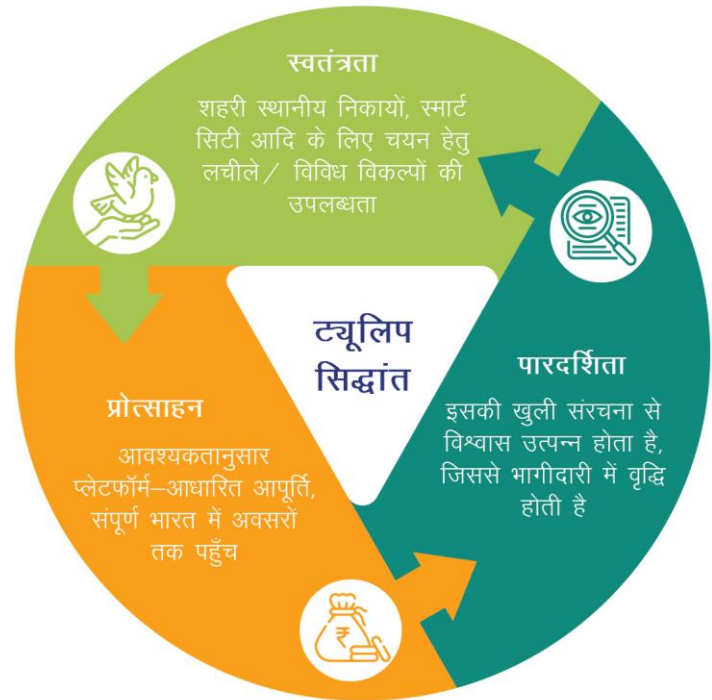 स्वतंत्रता
शहरी स्थानीय निकायों, स्मार्ट
सिटी आदि के लिए चयन हेतु
लचीले / विविध विकल्पों की
उपलब्धता
ट्यूलिप
सिद्धांत
पारदर्शिता
इसकी खुली संरचना से
विश्वास उत्पन्न होता है,
जिससे भागीदारी में वृद्धि
होती है
प्रोत्साहन
आवश्यकतानुसार
प्लेटफॉर्म–आधारित आपूर्ति,
संपूर्ण भारत में अवसरों
तक पहुँच
₹